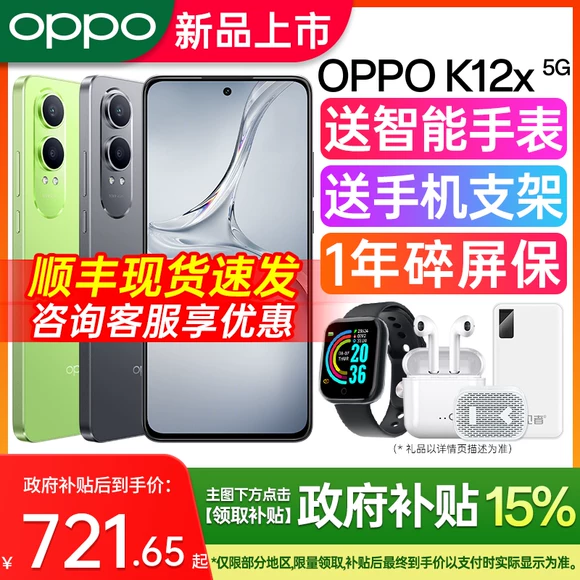 oppo 新品上市
OPPO K12x 5G
送智能手表
送手机支架
1年碎屏保
顺丰现货速发
咨询客服享优惠
oppo
oppo
20
36
(* 礼品以详情页描述为准)
政府补贴后到手价:
¥721.65起
主图下方点击
【领取补贴】
政府补贴15%
*仅限部分地区,限量领取,补贴后最终到手价以支付时实际显示为准。